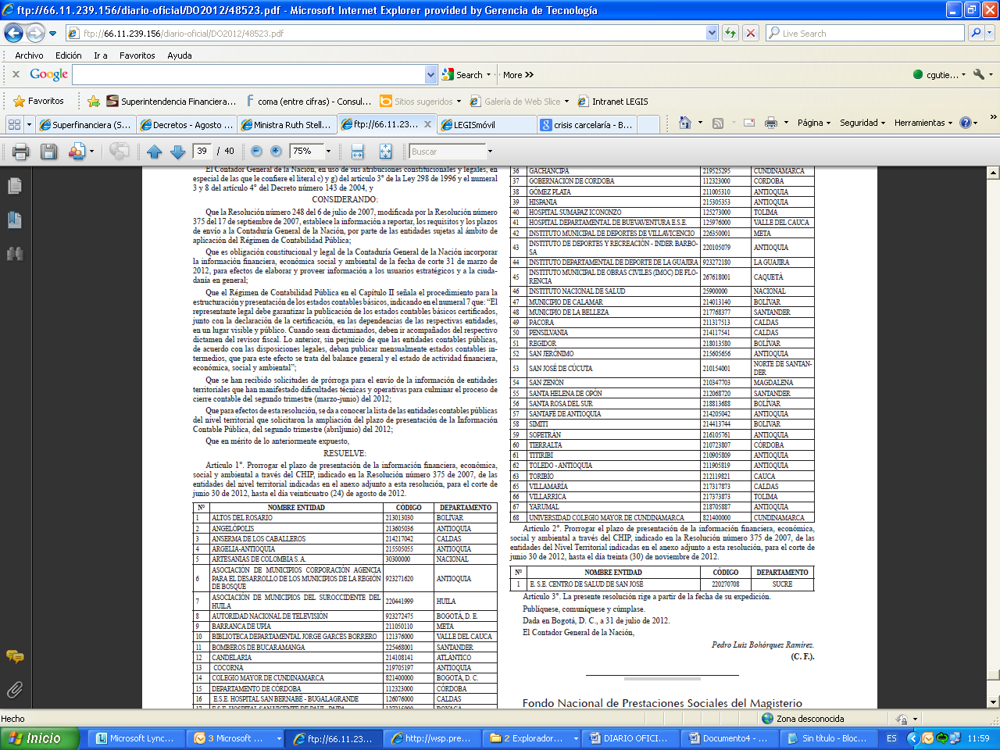 ftp://66.11.239.156/diario-oficial/DO2012/48523.pdf - Microsoft Internet Explorer provided by Gerencia de Tecnología
ftp://66.11.239.156/diario-oficial/DO2012/48523.pdf
Live Search
Archivo Edición Ir a Favoritos Ayuda
Google Search More cgutie...
Favoritos Superintendencia Financiera... coma (entre cifras) - Consul... Sitios sugeridos Galería de Web Slice Intranet LEGIS
Superfinanciera (S... Decretos - Agosto ... Ministra Ruth Stell... ftp://66.11.23... LEGISmóvil crisis carcelaría - B... Página Seguridad Herramientas
39 / 40 75% Buscar
El Contador General de la Nación, en uso de sus atribuciones constitucionales y legales, en
especial de las que le confiere el literal c) y g) del artículo 3° de la Ley 298 de 1996 y el numeral
3 y 8 del artículo 4° del Decreto número 143 de 2004, y
CONSIDERANDO:
Que la Resolución número 248 del 6 de julio de 2007, modificada por la Resolución número
375 del 17 de septiembre de 2007, establece la información a reportar, los requisitos y los plazos
de envío a la Contaduría General de la Nación, por parte de las entidades sujetas al ámbito de
aplicación del Régimen de Contabilidad Pública;
Que es obligación constitucional y legal de la Contaduría General de la Nación incorporar
la información financiera, económica social y ambiental de la fecha de corte 31 de marzo de
2012, para efectos de elaborar y proveer información a los usuarios estratégicos y a la ciuda-
danía en general;
Que el Régimen de Contabilidad Pública en el Capítulo II señala el procedimiento para la
estructuración y presentación de los estados contables básicos, indicando en el numeral 7 que: “El
representante legal debe garantizar la publicación de los estados contables básicos certificados,
junto con la declaración de la certificación, en las dependencias de las respectivas entidades,
en un lugar visible y público. Cuando sean dictaminados, deben ir acompañados del respectivo
dictamen del revisor fiscal. Lo anterior, sin perjuicio de que las entidades contables públicas,
de acuerdo con las disposiciones legales, deban publicar mensualmente estados contables in-
termedios, que para este efecto se trata del balance general y el estado de actividad financiera,
económica, social y ambiental”;
Que se han recibido solicitudes de prórroga para el envío de la información de entidades
territoriales que han manifestado dificultades técnicas y operativas para culminar el proceso de
cierre contable del segundo trimestre (marzo-junio) del 2012;
Que para efectos de esta resolución, se da a conocer la lista de las entidades contables públicas
del nivel territorial que solicitaron la ampliación del plazo de presentación de la Información
Contable Pública, del segundo trimestre (abriljunio) del 2012;
Que en mérito de lo anteriormente expuesto,
RESUELVE:
Artículo 1°. Prorrogar el plazo de presentación de la información financiera, económica,
social y ambiental a través del CHIP, indicado en la Resolución número 375 de 2007, de las
entidades del nivel territorial indicadas en el anexo adjunto a esta resolución, para el corte de
junio 30 de 2012, hasta el día veinticuatro (24) de agosto de 2012.
N° NOMBRE ENTIDAD CÓDIGO DEPARTAMENTO
1 ALTOS DEL ROSARIO 213013030 BOLÍVAR
2 ANGELÓPOLIS 213605036 ANTIOQUIA
3 ANSERMA DE LOS CABALLEROS 214217042 CALDAS
4 ARGELIA-ANTIOQUIA 215505055 ANTIOQUIA
5 ARTESANÍAS DE COLOMBIA S. A. 30300000 NACIONAL
6 ASOCIACIÓN DE MUNICIPIOS CORPORACIÓN AGENCIA
PARA EL DESARROLLO DE LOS MUNICIPIOS DE LA REGIÓN
DE BOSQUE 923271620 ANTIOQUIA
7 ASOCIACIÓN DE MUNICIPIOS DEL SUROCCIDENTE DEL
HUILA 220441999 HUILA
8 AUTORIDAD NACIONAL DE TELEVISIÓN 923272475 BOGOTÁ, D. E.
9 BARRANCA DE UPÍA 211050110 META
10 BIBLIOTECA DEPARTAMENTAL JORGE GARCÉS BORRERO 121376000 VALLE DEL CAUCA
11 BOMBEROS DE BUCARAMANGA 225468001 SANTANDER
12 CANDELARIA 214108141 ATLÁNTICO
13 COCORNA 219705197 ANTIOQUIA
14 COLEGIO MAYOR DE CUNDINAMARCA 821400000 BOGOTÁ, D. C.
15 DEPARTAMENTO DE CÓRDOBA 112323000 CÓRDOBA
16 E.S.E. HOSPITAL SAN BERNABÉ - BUGALAGRANDE 126076000 CALDAS
36 GACHANCIPÁ 219525295 CUNDINAMARCA
37 GOBERNACIÓN DE CÓRDOBA 112323000 CÓRDOBA
38 GÓMEZ PLATA 211005310 ANTIOQUIA
39 HISPANIA 215305353 ANTIOQUIA
40 HOSPITAL SUMAPAZ ICONONZO 125273000 TOLIMA
41 HOSPITAL DEPARTAMENTAL DE BUEVAVENTURA E.S.E. 125976000 VALLE DEL CAUCA
42 INSTITUTO MUNICIPAL DE DEPORTES DE VILLAVICENCIO 226350001 META
43 INSTITUTO DE DEPORTES Y RECREACIÓN - INDER BARBO-
SA 220105079 ANTIOQUIA
44 INSTITUTO DEPARTAMENTAL DE DEPORTE DE LA GUAJIRA 923272180 LA GUAJIRA
45 INSTITUTO MUNICIPAL DE OBRAS CIVILES (IMOC) DE FLO-
RENCIA 267618001 CAQUETÁ
46 INSTITUTO NACIONAL DE SALUD 25900000 NACIONAL
47 MUNICIPIO DE CALAMAR 214013140 BOLÍVAR
48 MUNICIPIO DE LA BELLEZA 217768377 SANTANDER
49 PÁCORA 211317513 CALDAS
50 PENSILVANIA 214117541 CALDAS
51 REGIDOR 218013580 BOLÍVAR
52 SAN JERÓNIMO 215605656 ANTIOQUIA
53 SAN JOSÉ DE CÚCUTA 210154001 NORTE DE SANTAN-
DER
54 SAN ZENÓN 210347703 MAGDALENA
55 SANTA HELENA DE OPÓN 212068720 SANTANDER
56 SANTA ROSA DEL SUR 218813688 BOLÍVAR
57 SANTAFE DE ANTIOQUIA 214205042 ANTIOQUIA
58 SIMITÍ 214413744 BOLÍVAR
59 SOPETRÁN 216105761 ANTIOQUIA
60 TIERRALTA 210723807 CÓRDOBA
61 TITIRIBÍ 210905809 ANTIOQUIA
62 TOLEDO - ANTIOQUIA 211905819 ANTIOQUIA
63 TORIBÍO 212119821 CAUCA
65 VILLAMARÍA 217317873 CALDAS
66 VILLARRICA 217373873 TOLIMA
67 YARUMAL 218705887 ANTIOQUIA
68 UNIVERSIDAD COLEGIO MAYOR DE CUNDINAMARCA 821400000 CUNDINAMARCA
Artículo 2°. Prorrogar el plazo de presentación de la información financiera, económica,
social y ambiental a través del CHIP, indicado en la Resolución número 375 de 2007, de las
entidades del Nivel Territorial indicadas en el anexo adjunto a esta resolución, para el corte de
junio 30 de 2012, hasta el día treinta (30) de noviembre de 2012.
N° NOMBRE ENTIDAD CÓDIGO DEPARTAMENTO
1 E. S.E. CENTRO DE SALUD DE SAN JOSÉ 220270708 SUCRE
Artículo 3°. La presente resolución rige a partir de la fecha de su expedición.
Publíquese, comuníquese y cúmplase.
Dada en Bogotá, D. C., a 31 de julio de 2012.
El Contador General de la Nación,
Pedro Luis Bohórquez Ramírez.
(C. F.).
Fondo Nacional de Prestaciones Sociales del Magisterio
Hecho Zona desconocida
Inicio Microsoft Lync... 3 Microsoft ... ftp://66.11.23... http://wsp.pre... 2 Explorador... DIARIO OFICI... Documento4 - ... Sin título - Bloc... ES 11:59